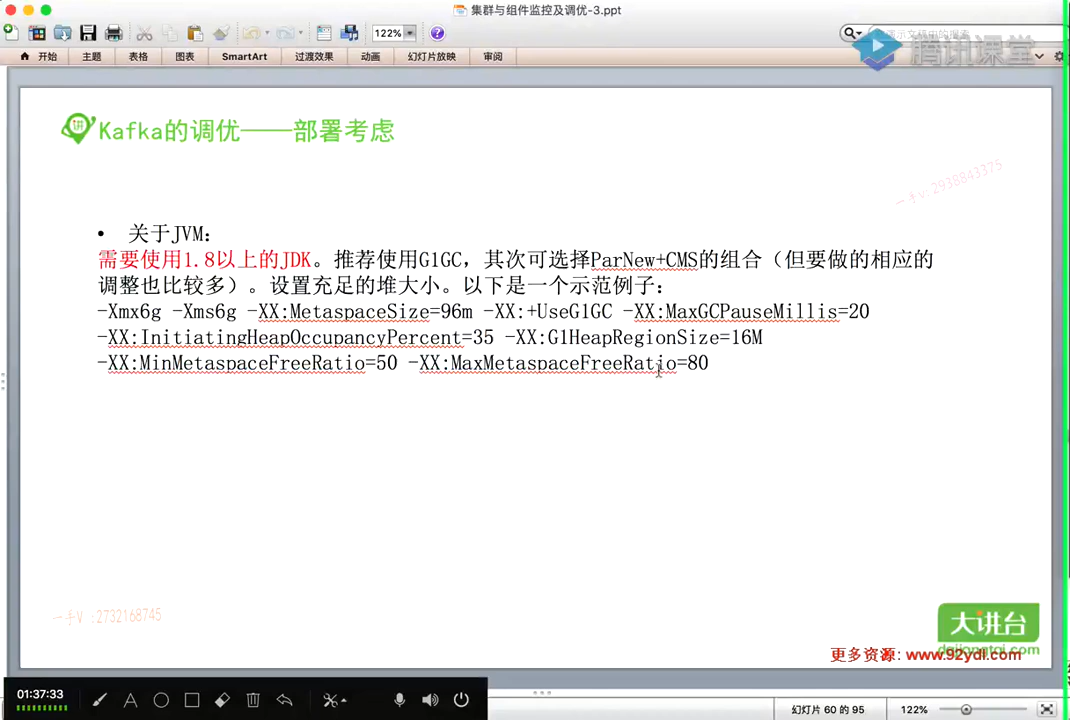 集群与组件监控及调优-3.ppt
122%
腾讯课堂
开始 主题 表格 图表 SmartArt 过渡效果 动画 幻灯片放映 审阅
Kafka的调优——部署考虑
一手v:2938843375
• 关于JVM：
需要使用1.8以上的JDK。推荐使用G1GC，其次可选择ParNew+CMS的组合（但要做的相应的
调整也比较多）。设置充足的堆大小。以下是一个示范例子：
-Xmx6g -Xms6g -XX:MetaspaceSize=96m -XX:+UseG1GC -XX:MaxGCPauseMillis=20
-XX:InitiatingHeapOccupancyPercent=35 -XX:G1HeapRegionSize=16M
-XX:MinMetaspaceFreeRatio=50 -XX:MaxMetaspaceFreeRatio=80
一手V :2732168745
大讲台
dajiangtai.com
更多资源: www.92ydl.com
01:37:33
幻灯片 60 的 95 122%